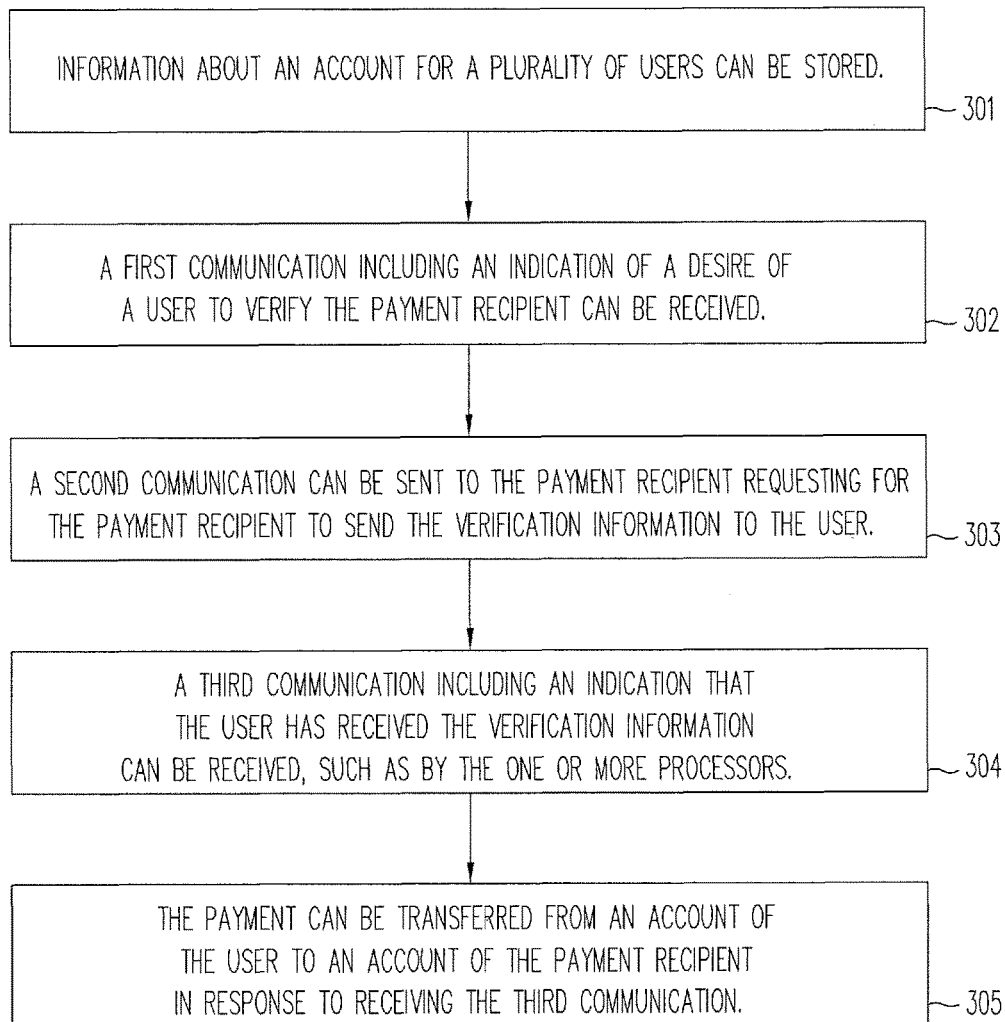 INFORMATION ABOUT AN ACCOUNT FOR A PLURALITY OF USERS CAN BE STORED.
301
A FIRST COMMUNICATION INCLUDING AN INDICATION OF A DESIRE OF
A USER TO VERIFY THE PAYMENT RECIPIENT CAN BE RECEIVED.
302
A SECOND COMMUNICATION CAN BE SENT TO THE PAYMENT RECIPIENT REQUESTING FOR
THE PAYMENT RECIPIENT TO SEND THE VERIFICATION INFORMATION TO THE USER.
303
A THIRD COMMUNICATION INCLUDING AN INDICATION THAT
THE USER HAS RECEIVED THE VERIFICATION INFORMATION
CAN BE RECEIVED, SUCH AS BY THE ONE OR MORE PROCESSORS.
304
THE PAYMENT CAN BE TRANSFERRED FROM AN ACCOUNT OF
THE USER TO AN ACCOUNT OF THE PAYMENT RECIPIENT
IN RESPONSE TO RECEIVING THE THIRD COMMUNICATION.
305